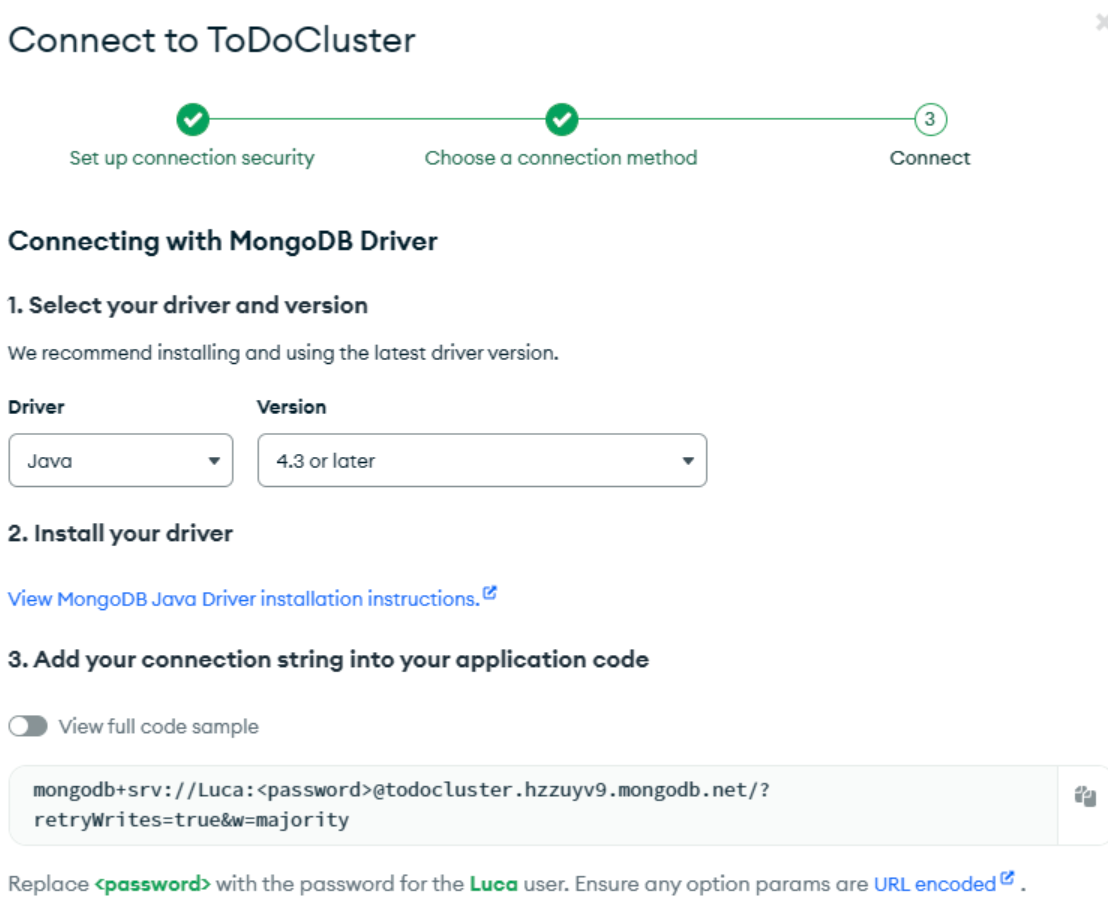 Connect to ToDoCluster
3
Set up connection security
Choose a connection method
Connect
Connecting with MongoDB Driver
1. Select your driver and version
We recommend installing and using the latest driver version.
Driver
Version
Java
4.3 or later
2. Install your driver
View MongoDB Java Driver installation instructions.
3. Add your connection string into your application code
View full code sample
mongodb+srv://Luca:<password>@todocluster.hzzuyv9.mongodb.net/?
retryWrites=true&w=majority
Replace <password> with the password for the Luca user. Ensure any option params are URL encoded .